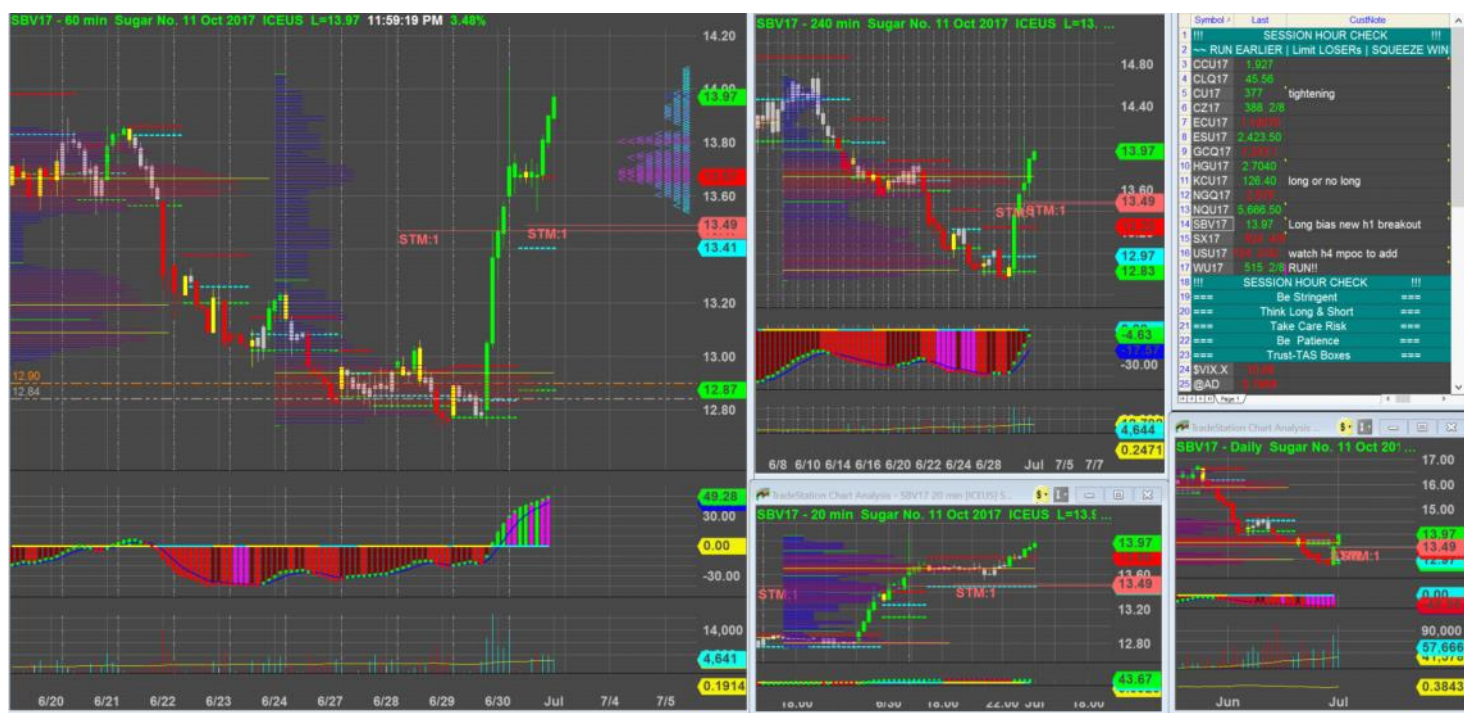 SBV17 - 60 min Sugar No. 11 Oct 2017 ICEUS L=13.97 11:59:19 PM 3.48%
14.20
14.00
13.97
13.80
13.60
13.49
13.41
STM:1
STM:1
13.20
13.00
12.90
12.84
12.87
12.80
49.28
30.00
0.00
-30.00
14,000
4,641
0.1914
6/20 6/21 6/22 6/23 6/24 6/27 6/28 6/29 6/30 Jul 7/4 7/5
SBV17 - 240 min Sugar No. 11 Oct 2017 ICEUS L=13. ...
14.80
14.40
13.97
13.60
13.49
STM:1
12.97
12.83
-4.63
-17.57
-30.00
4,644
0.2471
6/8 6/10 6/14 6/16 6/20 6/22 6/24 6/28 Jul 7/5 7/7
TradeStation Chart Analysis - SBV17 20 min [ICEUS] S...
SBV17 - 20 min Sugar No. 11 Oct 2017 ICEUS L=13.9 ...
13.97
13.60
13.49
STM:1
STM:1
13.20
12.80
43.67
18:00 6/30 18:00 22:00 Jul 18:00
Symbol Last CustNote
1 !!! SESSION HOUR CHECK !!!
2 ~~ RUN EARLIER | Limit LOSERs | SQUEEZE WIN
3 CCU17 1,927
4 CLQ17 45.56
5 CU17 377 tightening
6 CZ17 388 2/8
7 ECU17
8 ESU17 2,423.50
9 GCQ17
10 HGU17 2.7040
11 KCU17 126.40 long or no long
12 NGQ17
13 NQU17 5,666.50
14 SBV17 13.97 Long bias new h1 breakout
15 SX17
16 USU17 watch h4 mpoc to add
17 WU17 515 2/8 RUN!!
18 !!! SESSION HOUR CHECK !!!
19 === Be Stringent ===
20 === Think Long & Short ===
21 === Take Care Risk ===
22 === Be Patience ===
23 === Trust-TAS Boxes ===
24 $VIX.X
25 @AD
Page 1
TradeStation Chart Analysis ...
SBV17 - Daily Sugar No. 11 Oct 201 ...
17.00
16.00
15.00
13.97
13.49
12.97
0.00
90,000
57,666
41,378
0.3843
Jun Jul